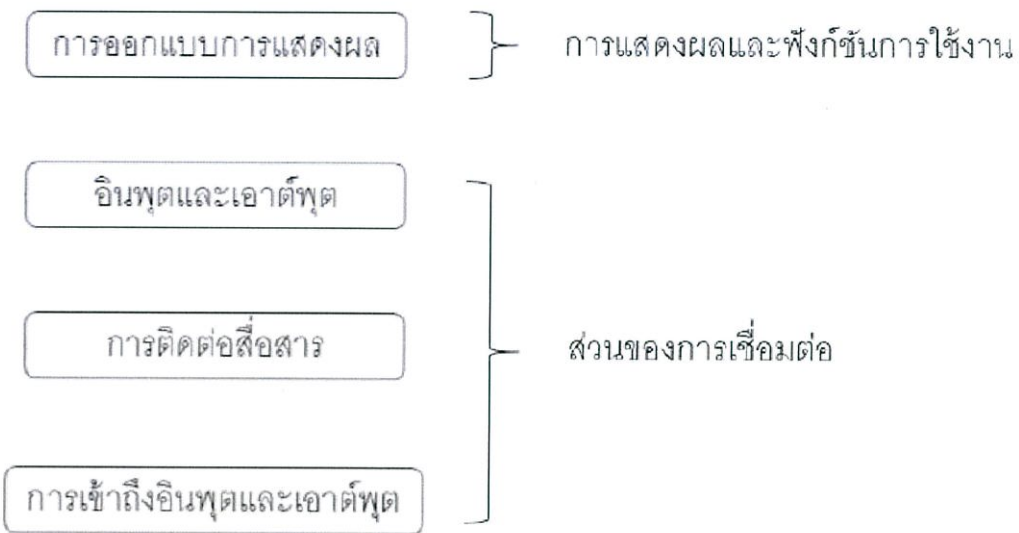 การออกแบบการแสดงผล
การแสดงผลและฟังก์ชันการใช้งาน
อินพุตและเอาต์พุต
การติดต่อสื่อสาร
ส่วนของการเชื่อมต่อ
การเข้าถึงอินพุตและเอาต์พุต